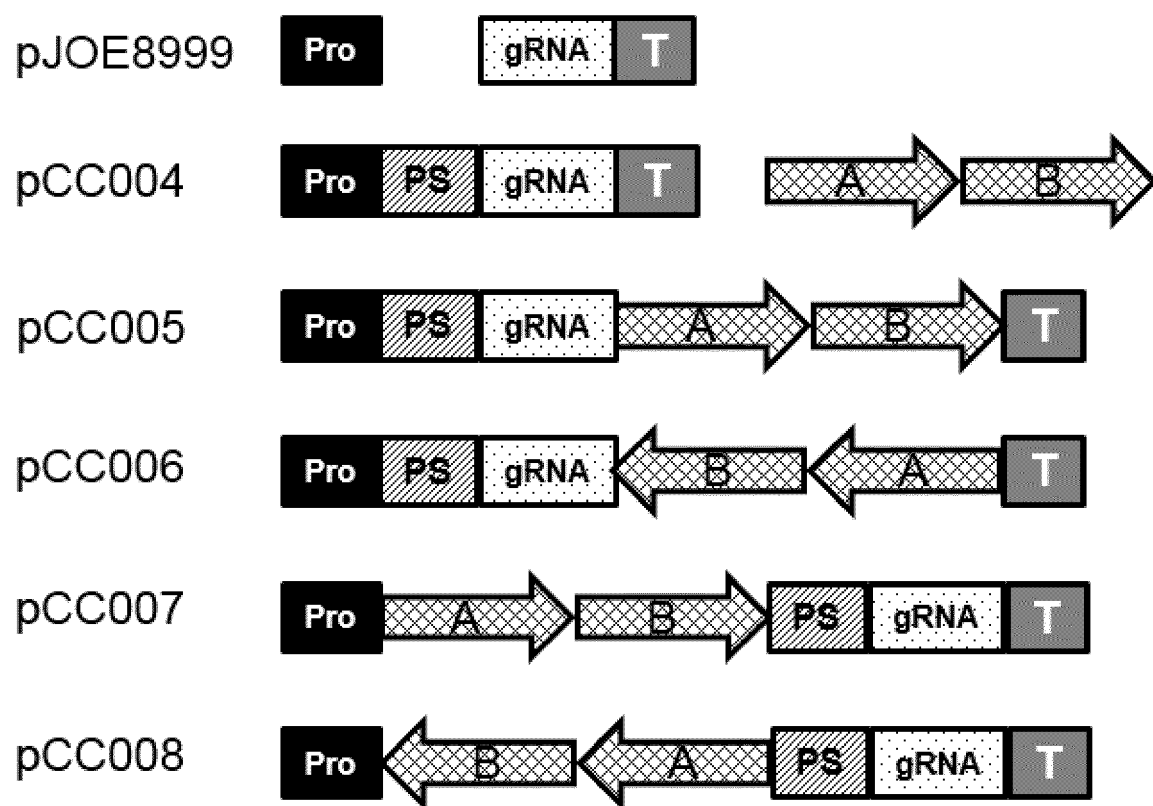 pJOE8999 Pro gRNA T
pCC004 Pro PS gRNA T A B
pCC005 Pro PS gRNA A B T
pCC006 Pro PS gRNA B A T
pCC007 Pro A B PS gRNA T
pCC008 Pro B A PS gRNA T